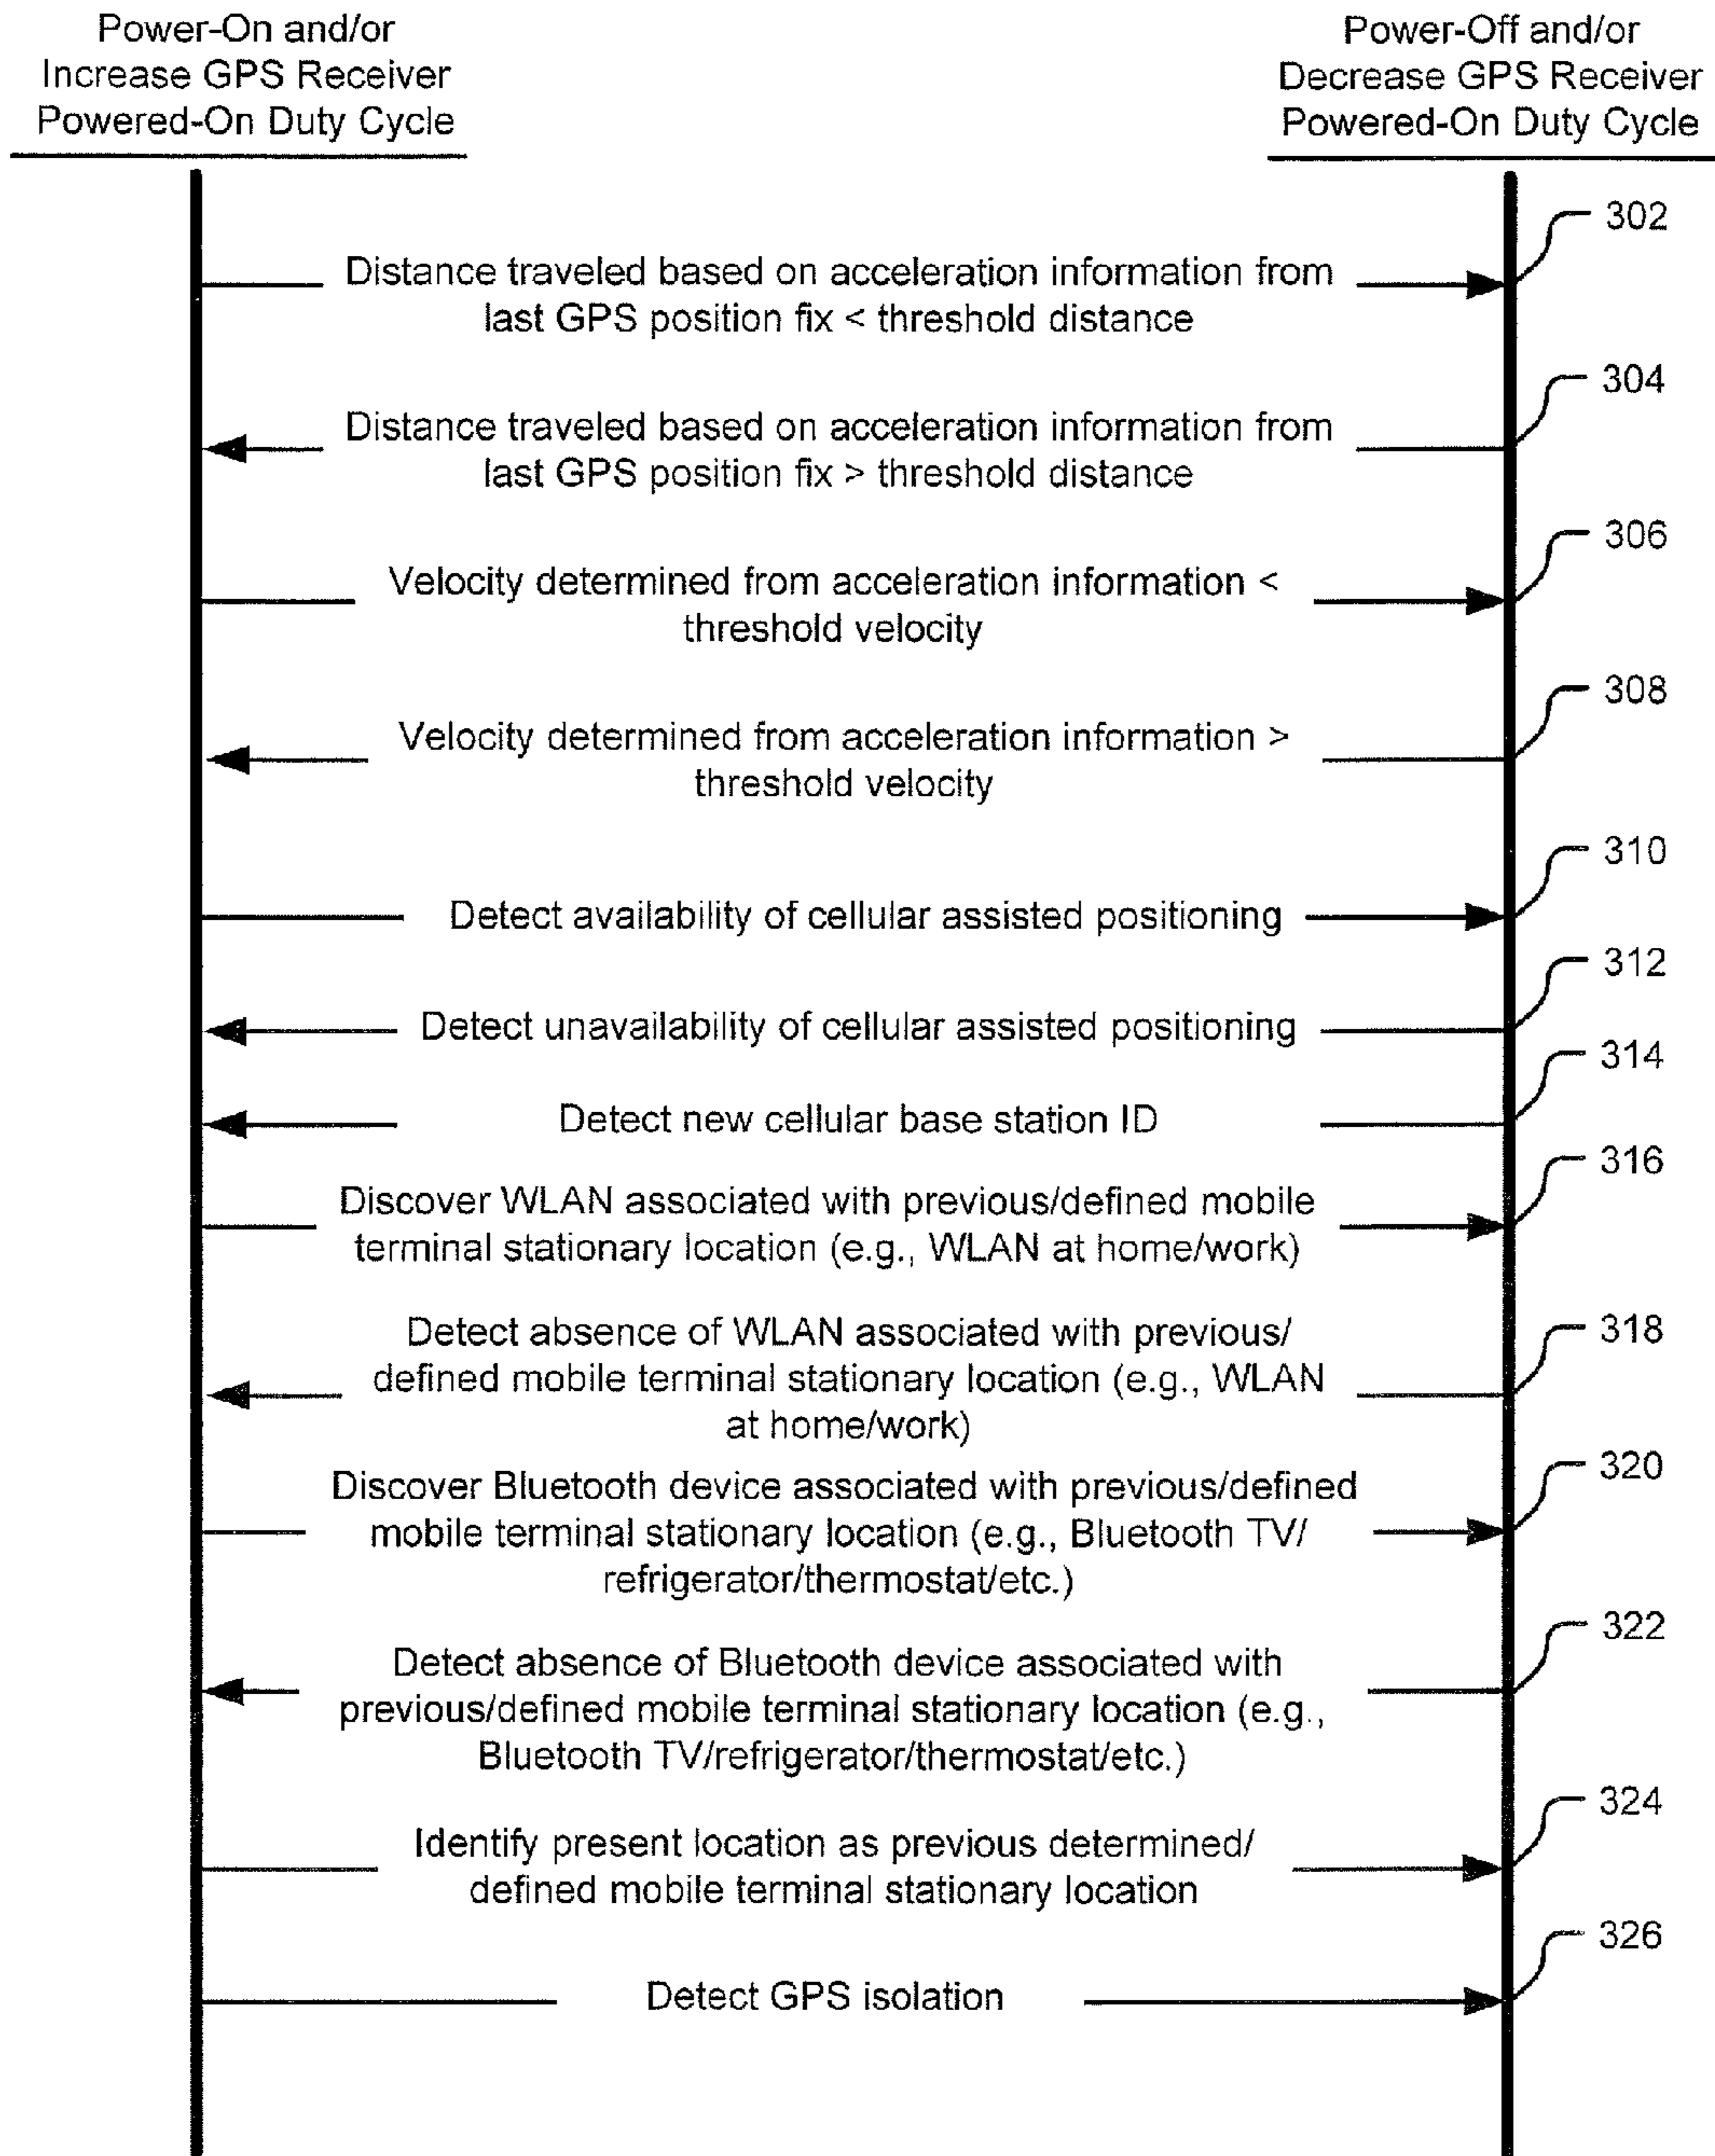 Power-On and/or
Increase GPS Receiver
Powered-On Duty Cycle
Power-Off and/or
Decrease GPS Receiver
Powered-On Duty Cycle
302
Distance traveled based on acceleration information from
last GPS position fix < threshold distance
304
Distance traveled based on acceleration information from
last GPS position fix > threshold distance
306
Velocity determined from acceleration information <
threshold velocity
308
Velocity determined from acceleration information >
threshold velocity
310
Detect availability of cellular assisted positioning
312
Detect unavailability of cellular assisted positioning
314
Detect new cellular base station ID
316
Discover WLAN associated with previous/defined mobile
terminal stationary location (e.g., WLAN at home/work)
318
Detect absence of WLAN associated with previous/
defined mobile terminal stationary location (e.g., WLAN
at home/work)
320
Discover Bluetooth device associated with previous/defined
mobile terminal stationary location (e.g., Bluetooth TV/
refrigerator/thermostat/etc.)
322
Detect absence of Bluetooth device associated with
previous/defined mobile terminal stationary location (e.g.,
Bluetooth TV/refrigerator/thermostat/etc.)
324
Identify present location as previous determined/
defined mobile terminal stationary location
326
Detect GPS isolation